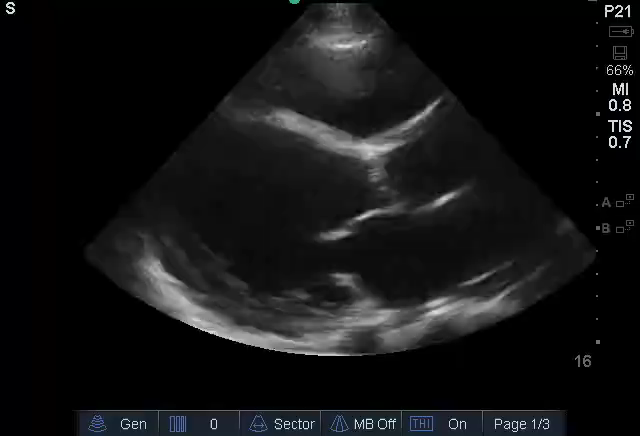 S
P21
66%
MI
0.8
TIS
0.7
A
B
16
Gen
0
Sector
MB Off
THI
On
Page 1/3